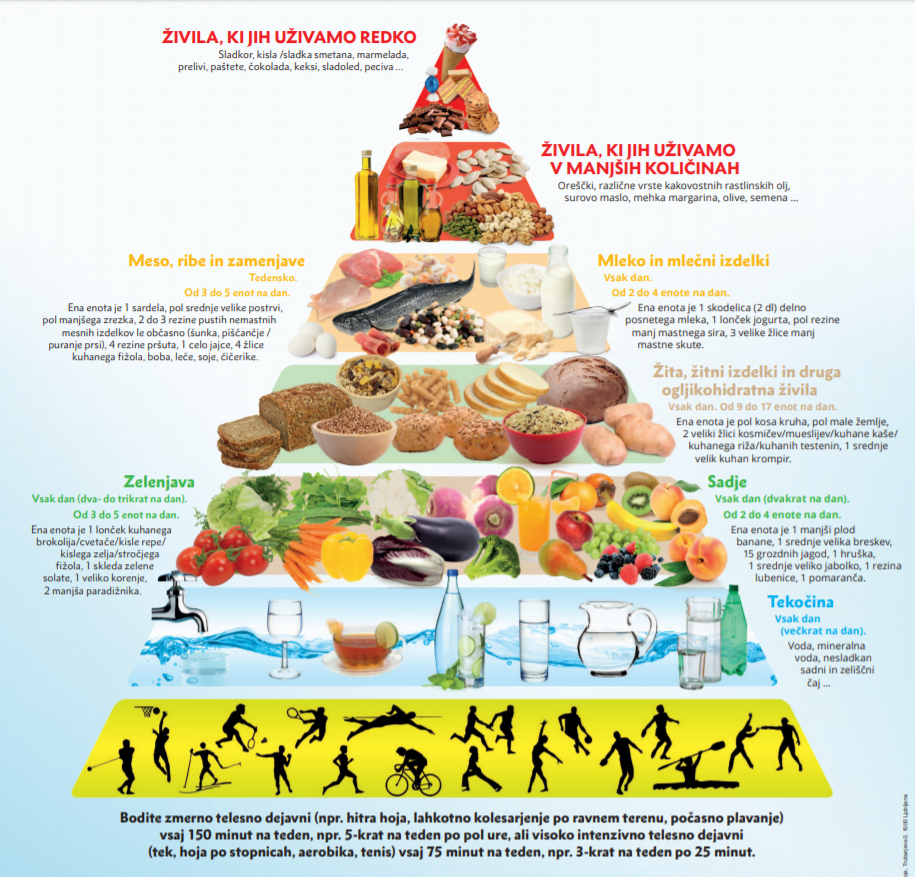 ŽIVILA, KI JIH UŽIVAMO REDKO
Sladkor, kisla /sladka smetana, marmelada,
prelivi, paštete, čokolada, keksi, sladoled, peciva ...
ŽIVILA, KI JIH UŽIVAMO
V MANJŠIH KOLIČINAH
Oreščki, različne vrste kakovostnih rastlinskih olj,
surovo maslo, mehka margarina, olive, semena ...
Meso, ribe in zamenjave
Tedensko.
Od 3 do 5 enot na dan.
Ena enota je 1 sardela, pol srednje velike postrvi,
pol manjšega zrezka, 2 do 3 rezine pustih nemastnih
mesnih izdelkov le občasno (šunka, piščančje /
puranje prsi), 4 rezine pršuta, 1 celo jajce, 4 žlice
kuhanega fižola, boba, leče, soje, čičerike.
Mleko in mlečni izdelki
Vsak dan.
Od 2 do 4 enote na dan.
Ena enota je 1 skodelica (2 dl) delno
posnetega mleka, 1 lonček jogurta, pol rezine
manj mastnega sira, 3 velike žlice manj
mastne skute.
Žita, žitni izdelki in druga
ogljikohidratna živila
Vsak dan. Od 9 do 17 enot na dan.
Ena enota je pol kosa kruha, pol male žemlje,
2 veliki žlici kosmičev/mueslijev/kuhane kaše/
kuhanega riža/kuhanih testenin, 1 srednje
velik kuhan krompir.
Zelenjava
Vsak dan (dva- do trikrat na dan).
Od 3 do 5 enot na dan.
Ena enota je 1 lonček kuhanega
brokolija/cvetače/kisle repe/
kislega zelja/stročjega
fižola, 1 skleda zelene
solate, 1 veliko korenje,
2 manjša paradižnika.
Sadje
Vsak dan (dvakrat na dan).
Od 2 do 4 enote na dan.
Ena enota je 1 manjši plod
banane, 1 srednje velika breskev,
15 grozdnih jagod, 1 hruška,
1 srednje veliko jabolko, 1 rezina
lubenice, 1 pomaranča.
Tekočina
Vsak dan
(večkrat na dan).
Voda, mineralna
voda, nesladkan
sadni in zeliščni
čaj ...
Bodite zmerno telesno dejavni (npr. hitra hoja, lahkotno kolesarjenje po ravnem terenu, počasno plavanje)
vsaj 150 minut na teden, npr. 5-krat na teden po pol ure, ali visoko intenzivno telesno dejavni
(tek, hoja po stopnicah, aerobika, tenis) vsaj 75 minut na teden, npr. 3-krat na teden po 25 minut.
1000 Ljubljana